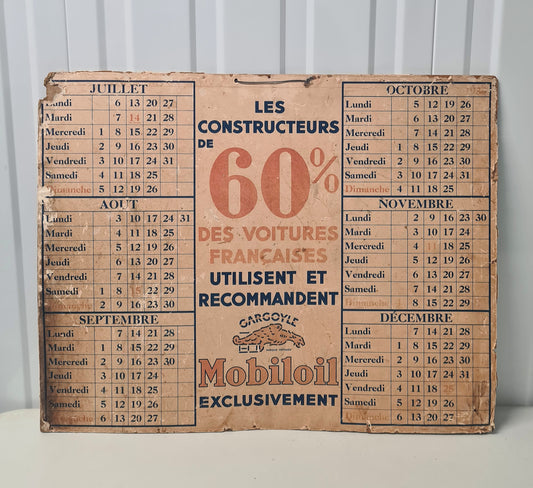 JUILLET
Lundi 6 13 20 27
Mardi 7 14 21 28
Mercredi 1 8 15 22 29
Jeudi 2 9 16 23 30
Vendredi 3 10 17 24 31
Samedi 4 11 18 25
Dimanche 5 12 19 26
AOUT
Lundi 3 10 17 24 31
Mardi 4 11 18 25
Mercredi 5 12 19 26
Jeudi 6 13 20 27
Vendredi 7 14 21 28
Samedi 1 8 15 22 29
Dimanche 2 9 16 23 30
SEPTEMBRE
Lundi 7 14 21 28
Mardi 1 8 15 22 29
Mercredi 2 9 16 23 30
Jeudi 3 10 17 24
Vendredi 4 11 18 25
Samedi 5 12 19 26
Dimanche 6 13 20 27
LES
CONSTRUCTEURS
DE
60%
DES VOITURES
FRANÇAISES
UTILISENT ET
RECOMMANDENT
GARGOYLE
Mobiloil
EXCLUSIVEMENT
OCTOBRE
Lundi 5 12 19 26
Mardi 6 13 20 27
Mercredi 7 14 21 28
Jeudi 1 8 15 22 29
Vendredi 2 9 16 23 30
Samedi 3 10 17 24 31
Dimanche 4 11 18 25
NOVEMBRE
Lundi 2 9 16 23 30
Mardi 3 10 17 24
Mercredi 4 11 18 25
Jeudi 5 12 19 26
Vendredi 6 13 20 27
Samedi 7 14 21 28
Dimanche 1 8 15 22 29
DÉCEMBRE
Lundi 7 14 21 28
Mardi 1 8 15 22 29
Mercredi 2 9 16 23 30
Jeudi 3 10 17 24 31
Vendredi 4 11 18 25
Samedi 5 12 19 26
Dimanche 6 13 20 27